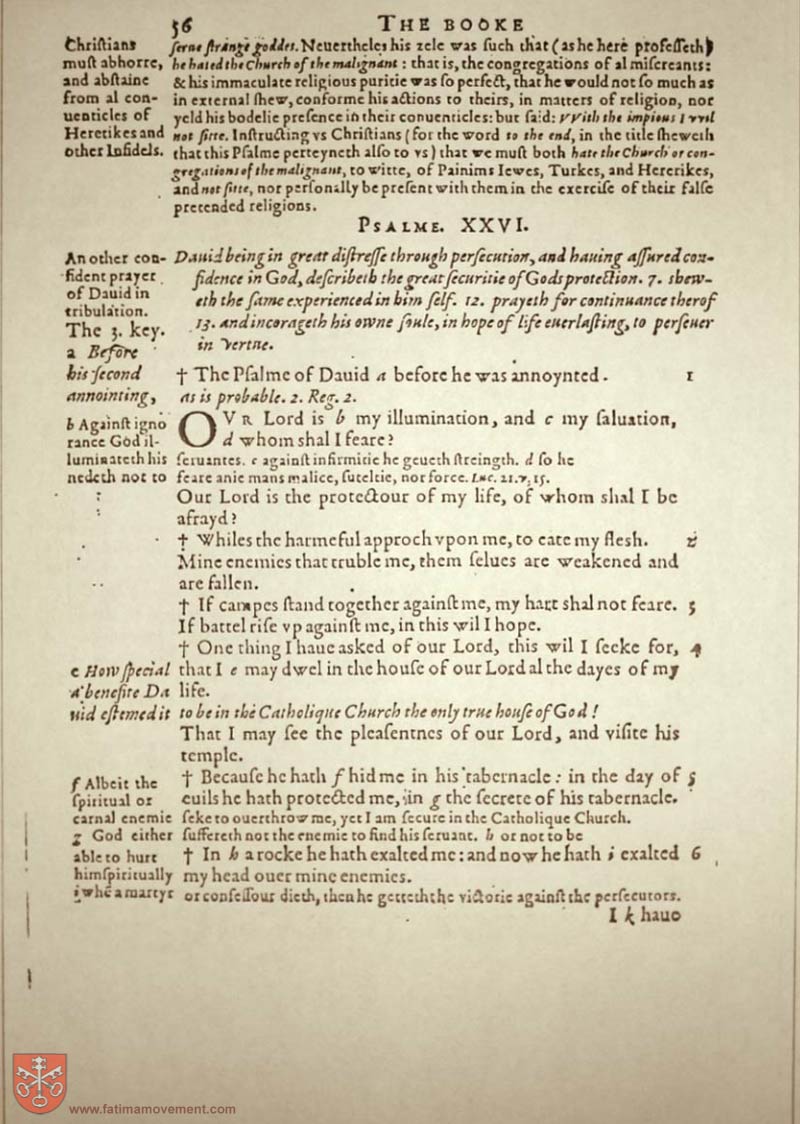 56
THE BOOKE
Chriſtians
muſt abhorre,
and abſtaine
from al con-
uenticles of
Heretikes and
other Infidels.
ſerue ſtrange goddes. Neuertheles his zele was ſuch that (as he here profeſſeth)
he hated the Church of the malignant : that is, the congregations of al miſcreants:
& his immaculate religious puritie was ſo perfect, that he would not ſo much as
in external ſhew, conforme his actions to theirs, in matters of religion, nor
yeld his bodelie preſence in their conuenticles: but ſaid: VVith the impious I vvil
not ſitte. Inſtructing vs Chriſtians (for the word to the end, in the title ſheweth
that this Pſalme perteyneth alſo to vs) that we muſt both hate the Church or con-
gregations of the malignant, to witte, of Painims Iewes, Turkes, and Heretikes,
and not ſitte, nor perſonally be preſent with them in the exerciſe of their falſe
pretended religions.
PSALME. XXVI.
An other con-
fident prayer
of Dauid in
tribulation.
The 3. key.
Dauid being in great diſtreſſe through perſecution, and hauing aſſured con-
fidence in God, deſcribeth the great ſecuritie of Gods protection. 7. shew-
eth the ſame experienced in him ſelf. 12. prayeth for continuance therof
13. and incorageth his owne ſoule, in hope of life euerlaſting, to perſeuer
in vertue.
a Before
his ſecond
annointing,
† The Pſalme of Dauid a before he was annoynted. 1
as is probable. 2. Reg. 2.
b Againſt igno
rance God il-
luminateth his
OVR Lord is b my illumination, and c my ſaluation,
d whom shal I feare?
ſeruantes. c againſt infirmitie he geueth ſtreingth. d ſo he
nedeth not to feare anie mans malice, ſuteltie, nor force. Luc. 21. v. 15.
Our Lord is the protectour of my life, of whom shal I be
afrayd?
† Whiles the harmeful approch vpon me, to eate my flesh. 2
Mine enemies that truble me, them ſelues are weakened and
are fallen.
† If campes ſtand together againſt me, my hart shal not feare. 3
If battel riſe vp againſt me, in this wil I hope.
† One thing I haue asked of our Lord, this wil I ſeeke for, 4
that I e may dwel in the houſe of our Lord al the dayes of my
life.
e How ſpecial
a benefite Da
uid eſtemed it to be in the Catholique Church the only true houſe of God!
That I may ſee the pleaſentnes of our Lord, and viſite his
temple.
† Becauſe he hath f hid me in his tabernacle: in the day of 5
euils he hath protected me, in g the ſecrete of his tabernacle.
f Albeit the
ſpiritual or
carnal enemie ſeke to ouerthrow me, yet I am ſecure in the Catholique Church.
g God either ſuffereth not the enemie to find his ſeruant. h or not to be
able to hurt
him ſpiritually
† In h a rocke he hath exalted me: and now he hath i exalted 6
my head ouer mine enemies.
i whē a martyr or confeſſour dieth, then he getteth the victorie againſt the perſecutors.
I k haue
www.fatimamovement.com